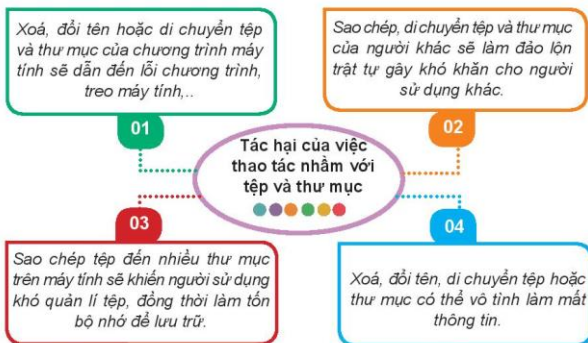 Xoá, đổi tên hoặc di chuyển tệp
và thư mục của chương trình máy
tính sẽ dẫn đến lỗi chương trình,
treo máy tính,..
01
Sao chép, di chuyển tệp và thư mục
của người khác sẽ làm đảo lộn
trật tự gây khó khăn cho người
sử dụng khác.
02
Tác hại của việc
thao tác nhầm với
tệp và thư mục
03
Sao chép tệp đến nhiều thư mục
trên máy tính sẽ khiến người sử dụng
khó quản lí tệp, đồng thời làm tốn
bộ nhớ để lưu trữ.
04
Xoá, đổi tên, di chuyển tệp hoặc
thư mục có thể vô tình làm mất
thông tin.